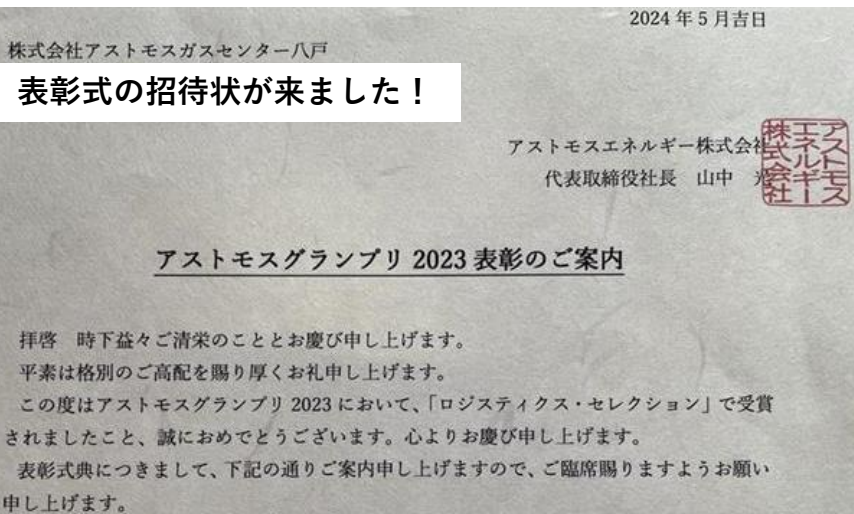 2024 年 5 月吉日
株式会社アストモスガスセンター八戸
表彰式の招待状が来ました！
アストモスエネルギー株式会社
代表取締役社長　山中　光
アストモス
エネルギー
株式会社
アストモスグランプリ 2023 表彰のご案内
拝啓　時下益々ご清栄のこととお慶び申し上げます。
平素は格別のご高配を賜り厚くお礼申し上げます。
この度はアストモスグランプリ 2023 において、「ロジスティクス・セレクション」で受賞
されましたこと、誠におめでとうございます。心よりお慶び申し上げます。
表彰式典につきまして、下記の通りご案内申し上げますので、ご臨席賜りますようお願い
申し上げます。